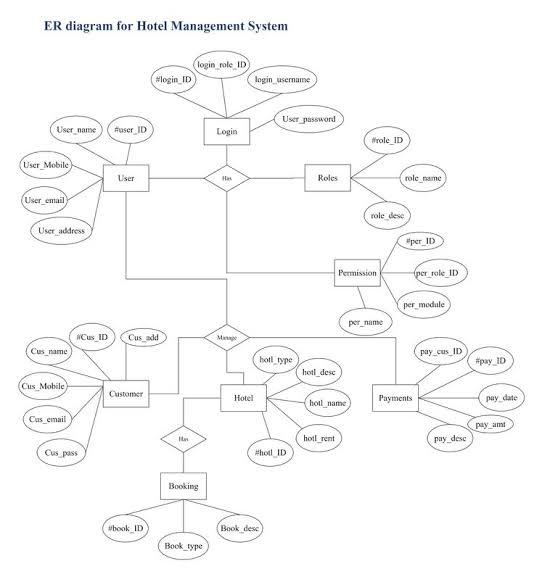 ER diagram for Hotel Management System
login_role_ID
#login_ID
login_username
User_password
Login
User_name
#user_ID
User_Mobile
User_email
User_address
User
Has
Roles
#role_ID
role_name
role_desc
#per_ID
Permission
per_role_ID
per_module
per_name
Manage
#Cus_ID
Cus_add
Cus_name
Cus_Mobile
Cus_email
Cus_pass
Customer
hotl_type
hotl_desc
hotl_name
hotl_rent
#hotl_ID
Hotel
pay_cus_ID
#pay_ID
pay_date
pay_amt
pay_desc
Payments
Has
Booking
#book_ID
Book_type
Book_desc